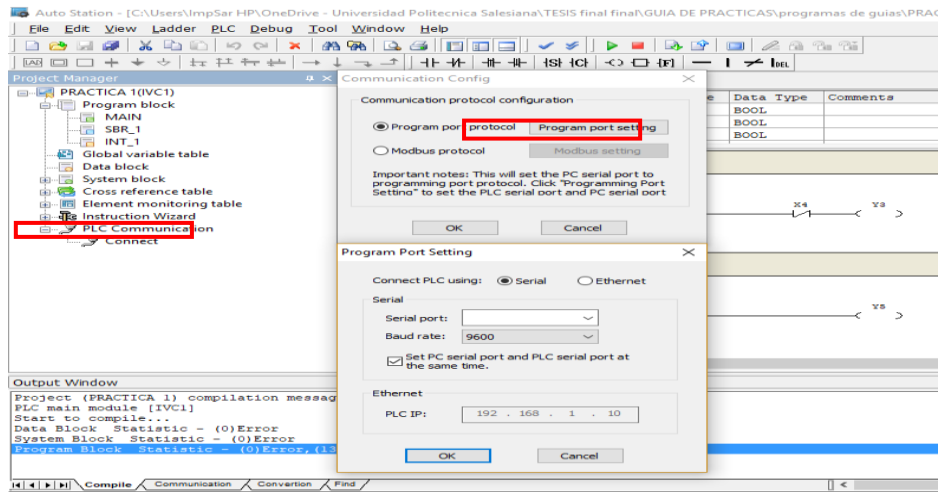 Auto Station - [C:\Users\ImpSar HP\OneDrive - Universidad Politecnica Salesiana\TESIS final final\GUIA DE PRACTICAS\programas de guias\PRAC
File Edit View Ladder PLC Debug Tool Window Help
LAD
(S) (C) (F) DEL
Project Manager
PRACTICA 1(IVC1)
Program block
MAIN
SBR_1
INT_1
Global variable table
Data block
System block
Cross reference table
Element monitoring table
Instruction Wizard
PLC Communication
Connect
Communication Config
Communication protocol configuration
Program port protocol Program port setting
Modbus protocol Modbus setting
Important notes: This will set the PC serial port to
programming port protocol. Click "Programming Port
Setting" to set the PLC serial port and PC serial port
OK Cancel
e Data Type Comments
BOOL
BOOL
BOOL
X4 Y3
Y5
Program Port Setting
Connect PLC using: Serial Ethernet
Serial
Serial port:
Baud rate: 9600
Set PC serial port and PLC serial port at
the same time.
Ethernet
PLC IP: 192 . 168 . 1 . 10
OK Cancel
Output Window
Project (PRACTICA 1) compilation messag
PLC main module [IVC1]
Start to compile...
Data Block Statistic - (0)Error
System Block Statistic - (0)Error
Program Block Statistic - (0)Error,(13
Compile Communication Convertion Find